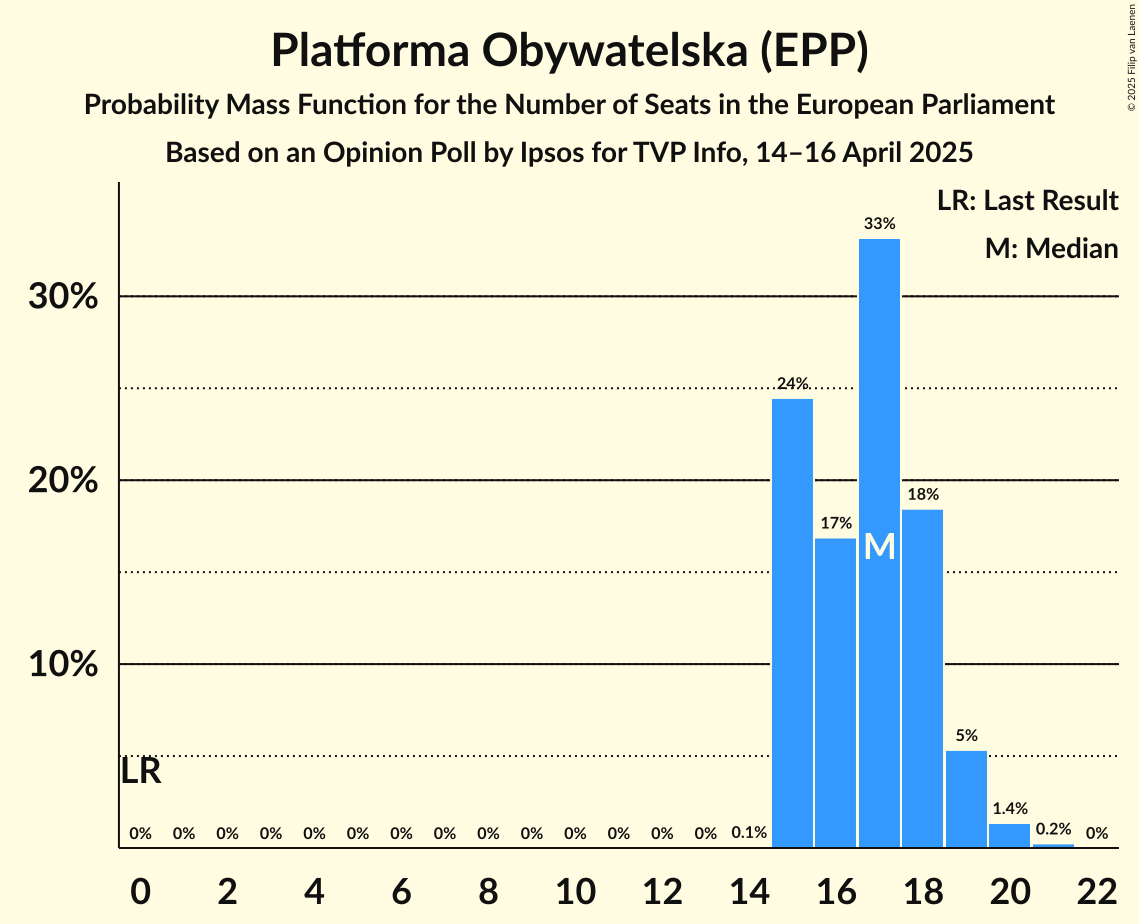 Platforma Obywatelska (EPP)
Probability Mass Function for the Number of Seats in the European Parliament
Based on an Opinion Poll by Ipsos for TVP Info, 14–16 April 2025
© 2025 Filip van Laenen
LR: Last Result
M: Median
33%
30%
24%
20%
18%
17%
M
10%
5%
LR
1.4%
0% 0% 0% 0% 0% 0% 0% 0% 0% 0% 0% 0% 0% 0% 0.1% 0.2% 0%
0 2 4 6 8 10 12 14 16 18 20 22